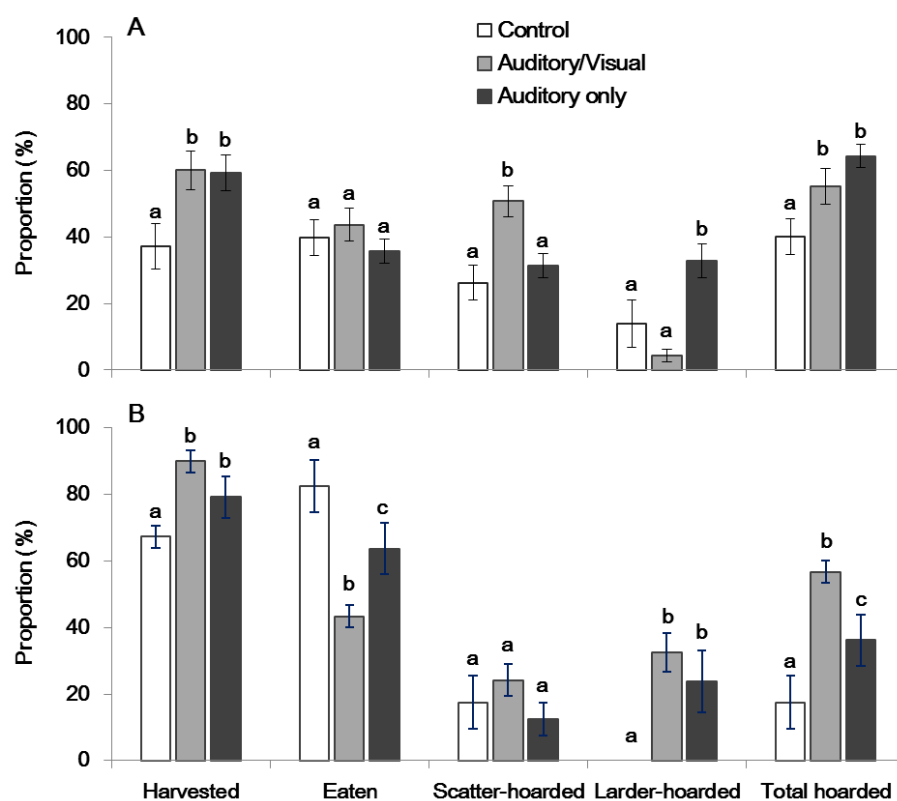 A
Control
Auditory/Visual
Auditory only
Proportion (%)
100
80
60
40
20
0
a b b
a a a
a b a
a a b
a b b
B
Proportion (%)
100
80
60
40
20
0
a b b
a b c
a a a
a b b
a b c
Harvested Eaten Scatter-hoarded Larder-hoarded Total hoarded